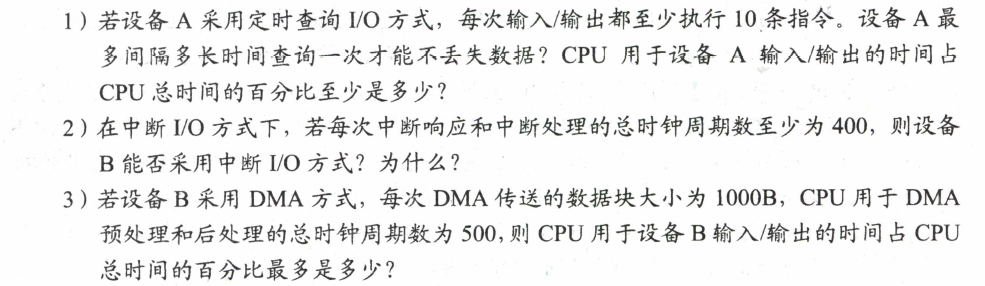 1）若设备 A 采用定时查询 I/O 方式，每次输入/输出都至少执行 10 条指令。设备 A 最
多间隔多长时间查询一次才能不丢失数据？CPU 用于设备 A 输入/输出的时间占
CPU 总时间的百分比至少是多少？
2）在中断 I/O 方式下，若每次中断响应和中断处理的总时钟周期数至少为 400，则设备
B 能否采用中断 I/O 方式？为什么？
3）若设备 B 采用 DMA 方式，每次 DMA 传送的数据块大小为 1000B，CPU 用于 DMA
预处理和后处理的总时钟周期数为 500，则 CPU 用于设备 B 输入/输出的时间占 CPU
总时间的百分比最多是多少？